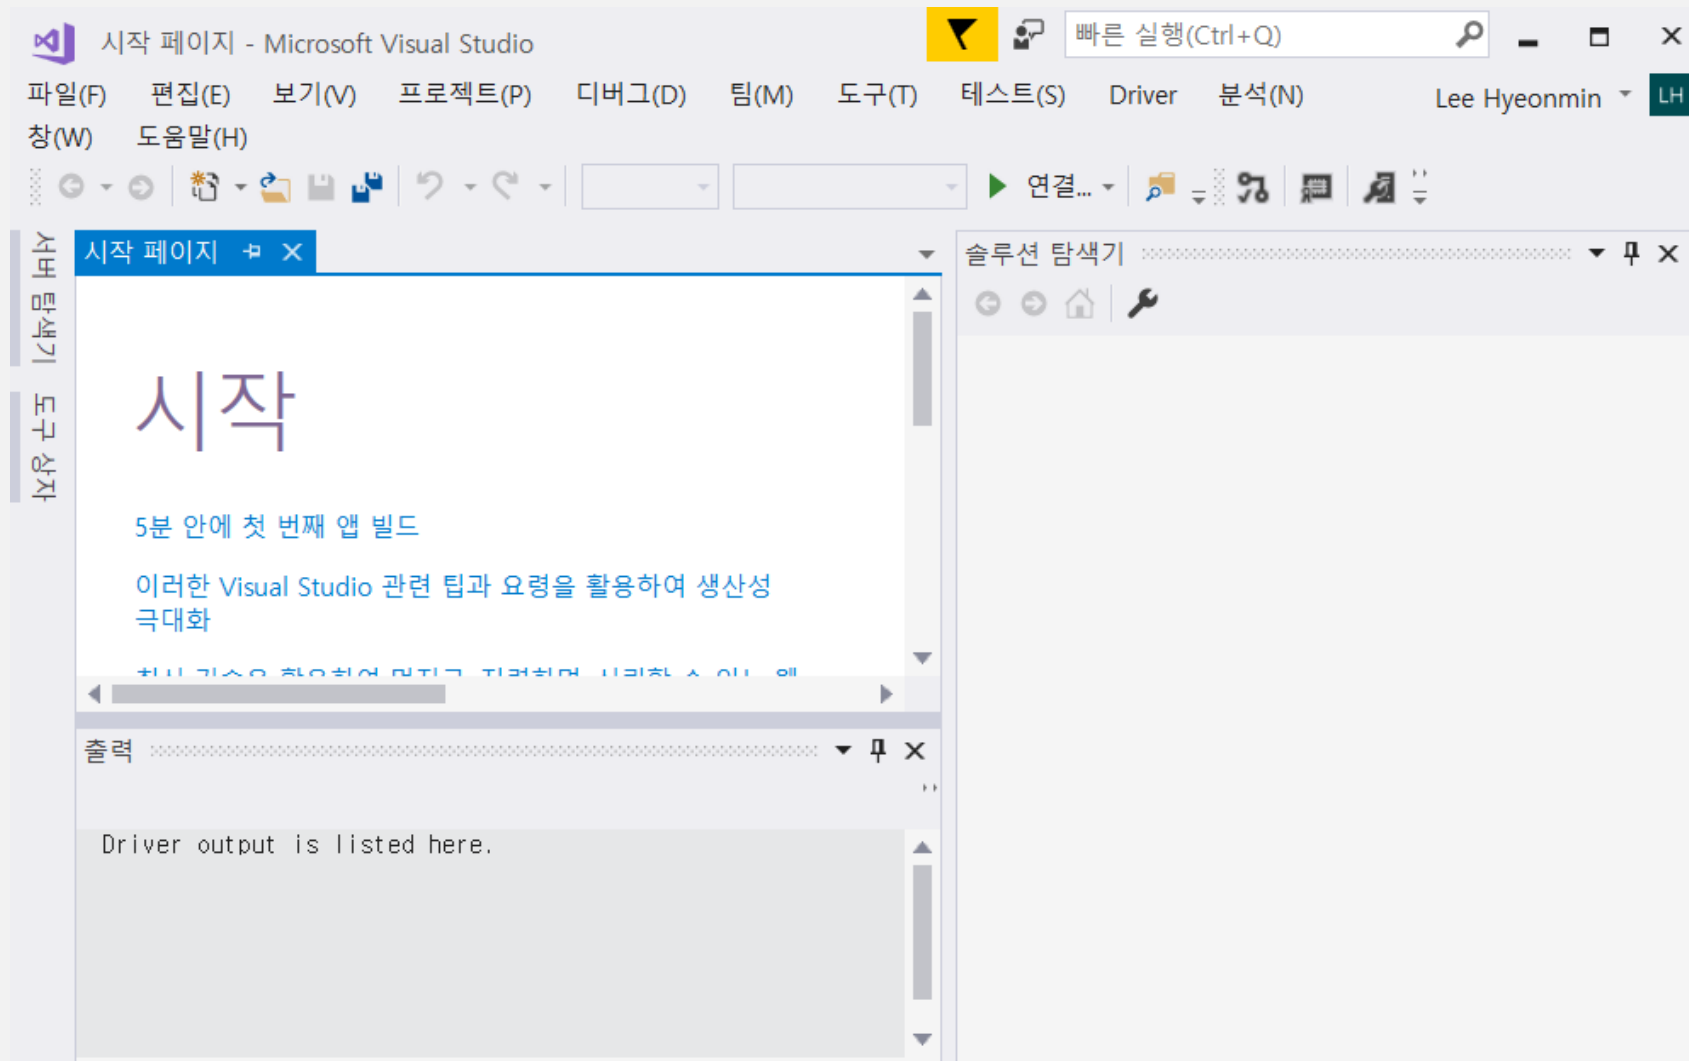 시작 페이지 - Microsoft Visual Studio
빠른 실행(Ctrl+Q)
파일(F) 편집(E) 보기(V) 프로젝트(P) 디버그(D) 팀(M) 도구(T) 테스트(S) Driver 분석(N)
Lee Hyeonmin LH
창(W) 도움말(H)
연결...
서버 탐색기
도구 상자
시작 페이지
솔루션 탐색기
시작
5분 안에 첫 번째 앱 빌드
이러한 Visual Studio 관련 팁과 요령을 활용하여 생산성
극대화
출력
Driver output is listed here.